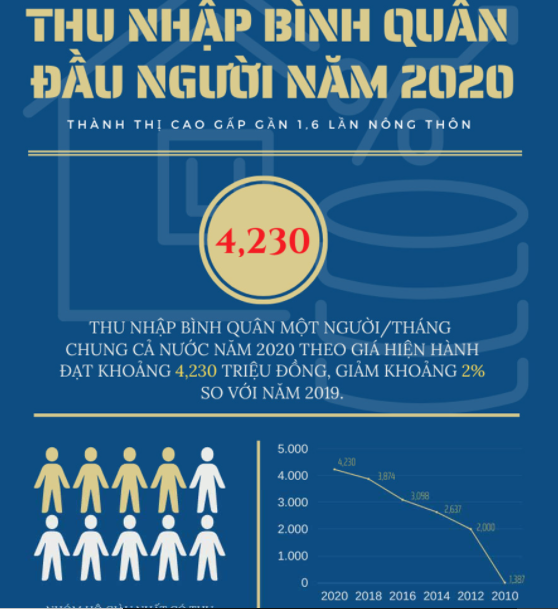 THU NHẬP BÌNH QUÂN
ĐẦU NGƯỜI NĂM 2020
THÀNH THỊ CAO GẤP GẦN 1,6 LẦN NÔNG THÔN
4,230
THU NHẬP BÌNH QUÂN MỘT NGƯỜI/THÁNG
CHUNG CẢ NƯỚC NĂM 2020 THEO GIÁ HIỆN HÀNH
ĐẠT KHOẢNG 4,230 TRIỆU ĐỒNG, GIẢM KHOẢNG 2%
SO VỚI NĂM 2019.
5.000
4.000
3.000
2.000
1.000
0
4,230
3,874
3,098
2,637
2,000
1,387
2020 2018 2016 2014 2012 2010